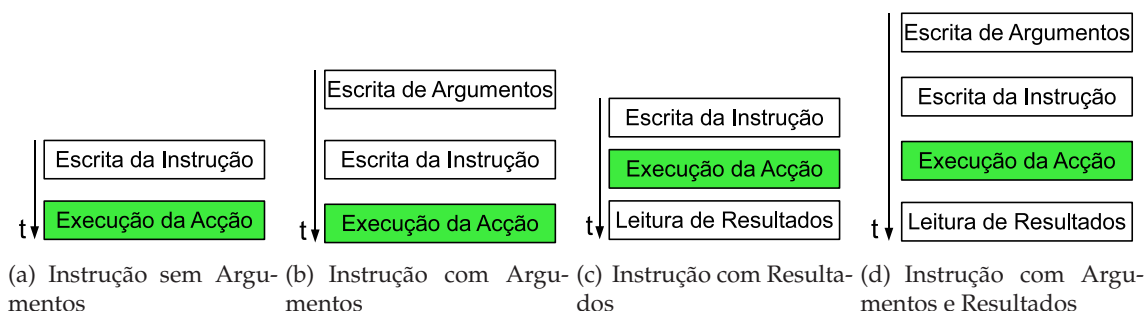 Escrita da Instrução
Execução da Acção
t
(a) Instrução sem Argu-
mentos
Escrita de Argumentos
Escrita da Instrução
Execução da Acção
t
(b) Instrução com Argu-
mentos
Escrita da Instrução
Execução da Acção
Leitura de Resultados
t
(c) Instrução com Resulta-
dos
Escrita de Argumentos
Escrita da Instrução
Execução da Acção
Leitura de Resultados
t
(d) Instrução com Argu-
mentos e Resultados